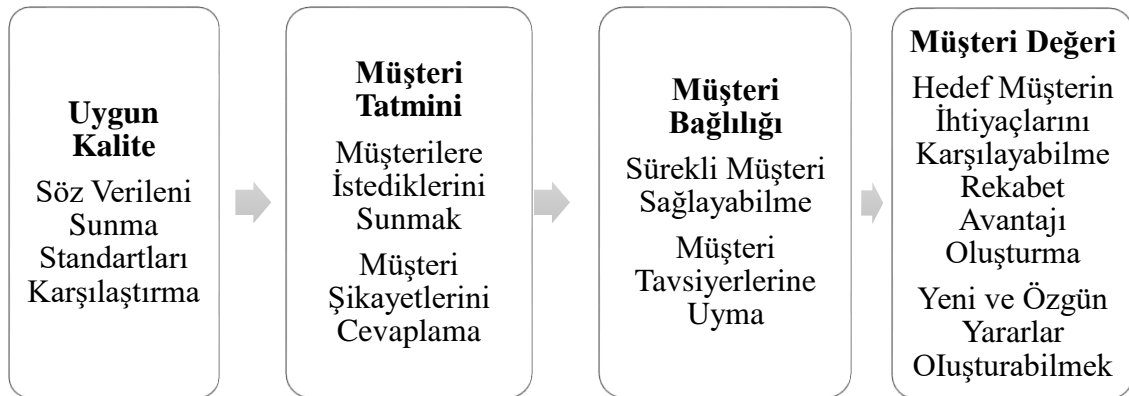 Uygun
Kalite
Söz Verileni
Sunma
Standartları
Karşılaştırma
Müşteri
Tatmini
Müşterilere
İstediklerini
Sunmak
Müşteri
Şikayetlerini
Cevaplama
Müşteri
Bağlılığı
Sürekli Müşteri
Sağlayabilme
Müşteri
Tavsiyerlerine
Uyma
Müşteri Değeri
Hedef Müşterin
İhtiyaçlarını
Karşılayabilme
Rekabet
Avantajı
Oluşturma
Yeni ve Özgün
Yararlar
Oluşturabilmek